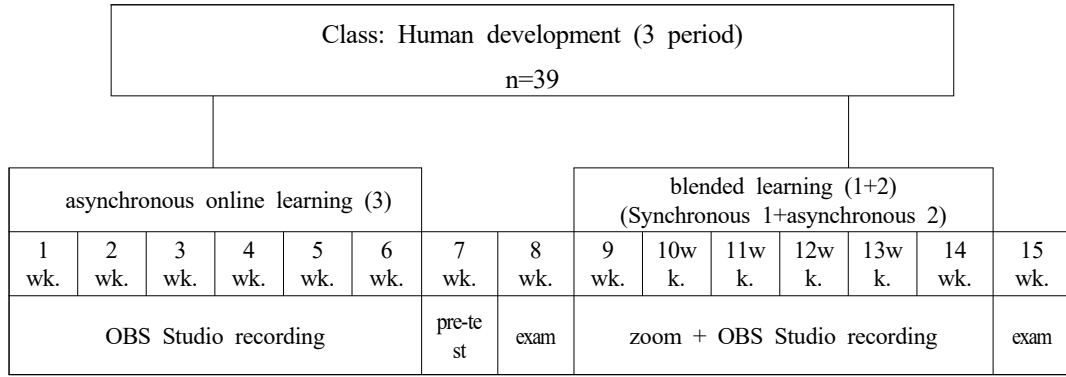 Class: Human development (3 period)
n=39
asynchronous online learning (3)
blended learning (1+2)
(Synchronous 1+asynchronous 2)
1 wk.
2 wk.
3 wk.
4 wk.
5 wk.
6 wk.
7 wk.
8 wk.
9 wk.
10w k.
11w k.
12w k.
13w k.
14 wk.
15 wk.
OBS Studio recording
pre-te st
exam
zoom + OBS Studio recording
exam